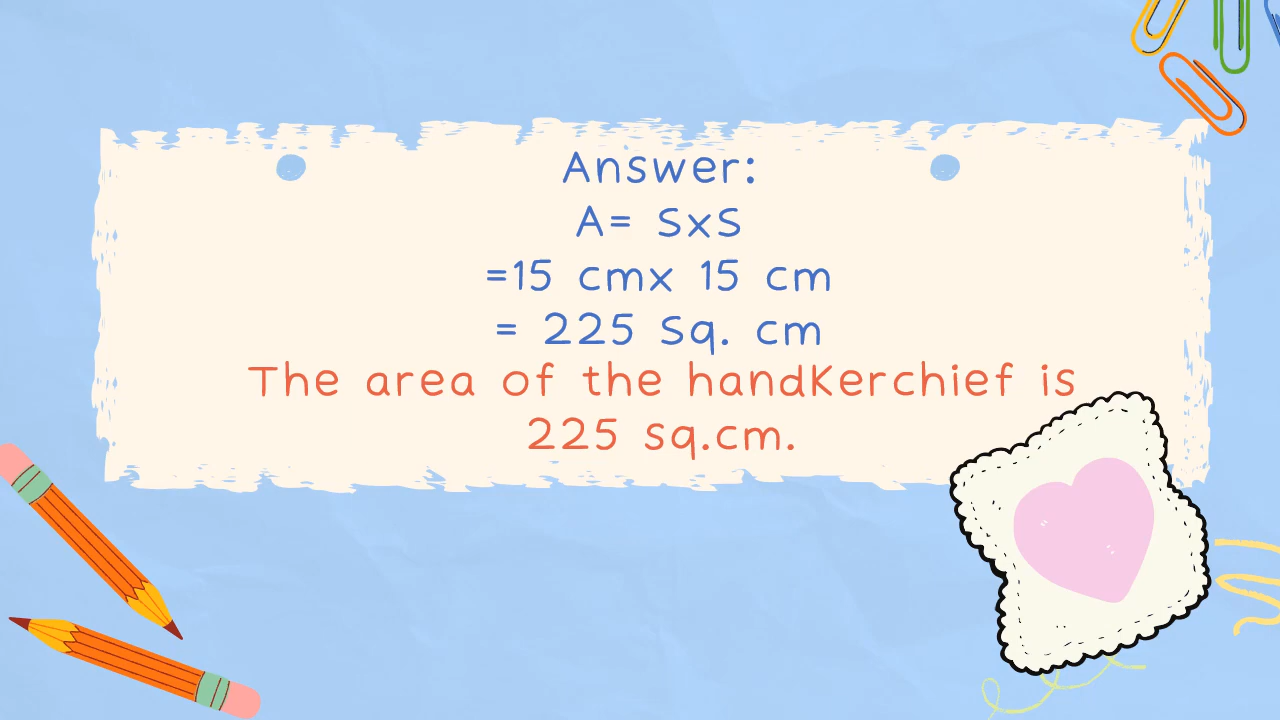 Answer:
A= SxS
=15 cmx 15 cm
= 225 Sq. cm
The area of the handkerchief is
225 sq.cm.